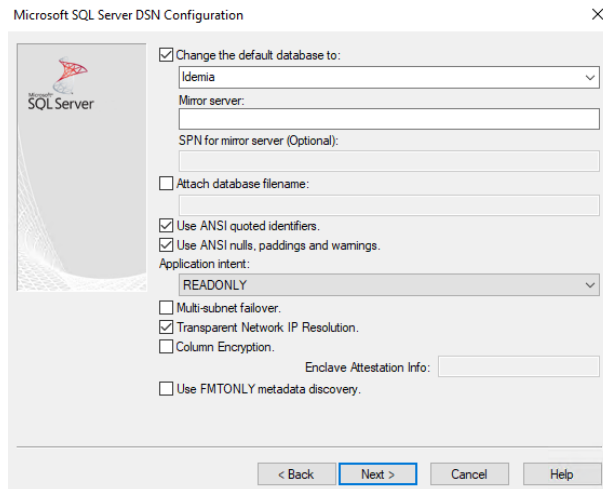 Microsoft SQL Server DSN Configuration
Microsoft
SQL Server
Change the default database to:
Idemia
Mirror server:
SPN for mirror server (Optional):
Attach database filename:
Use ANSI quoted identifiers.
Use ANSI nulls, paddings and warnings.
Application intent:
READONLY
Multi-subnet failover.
Transparent Network IP Resolution.
Column Encryption.
Enclave Attestation Info:
Use FMTONLY metadata discovery.
< Back Next > Cancel Help